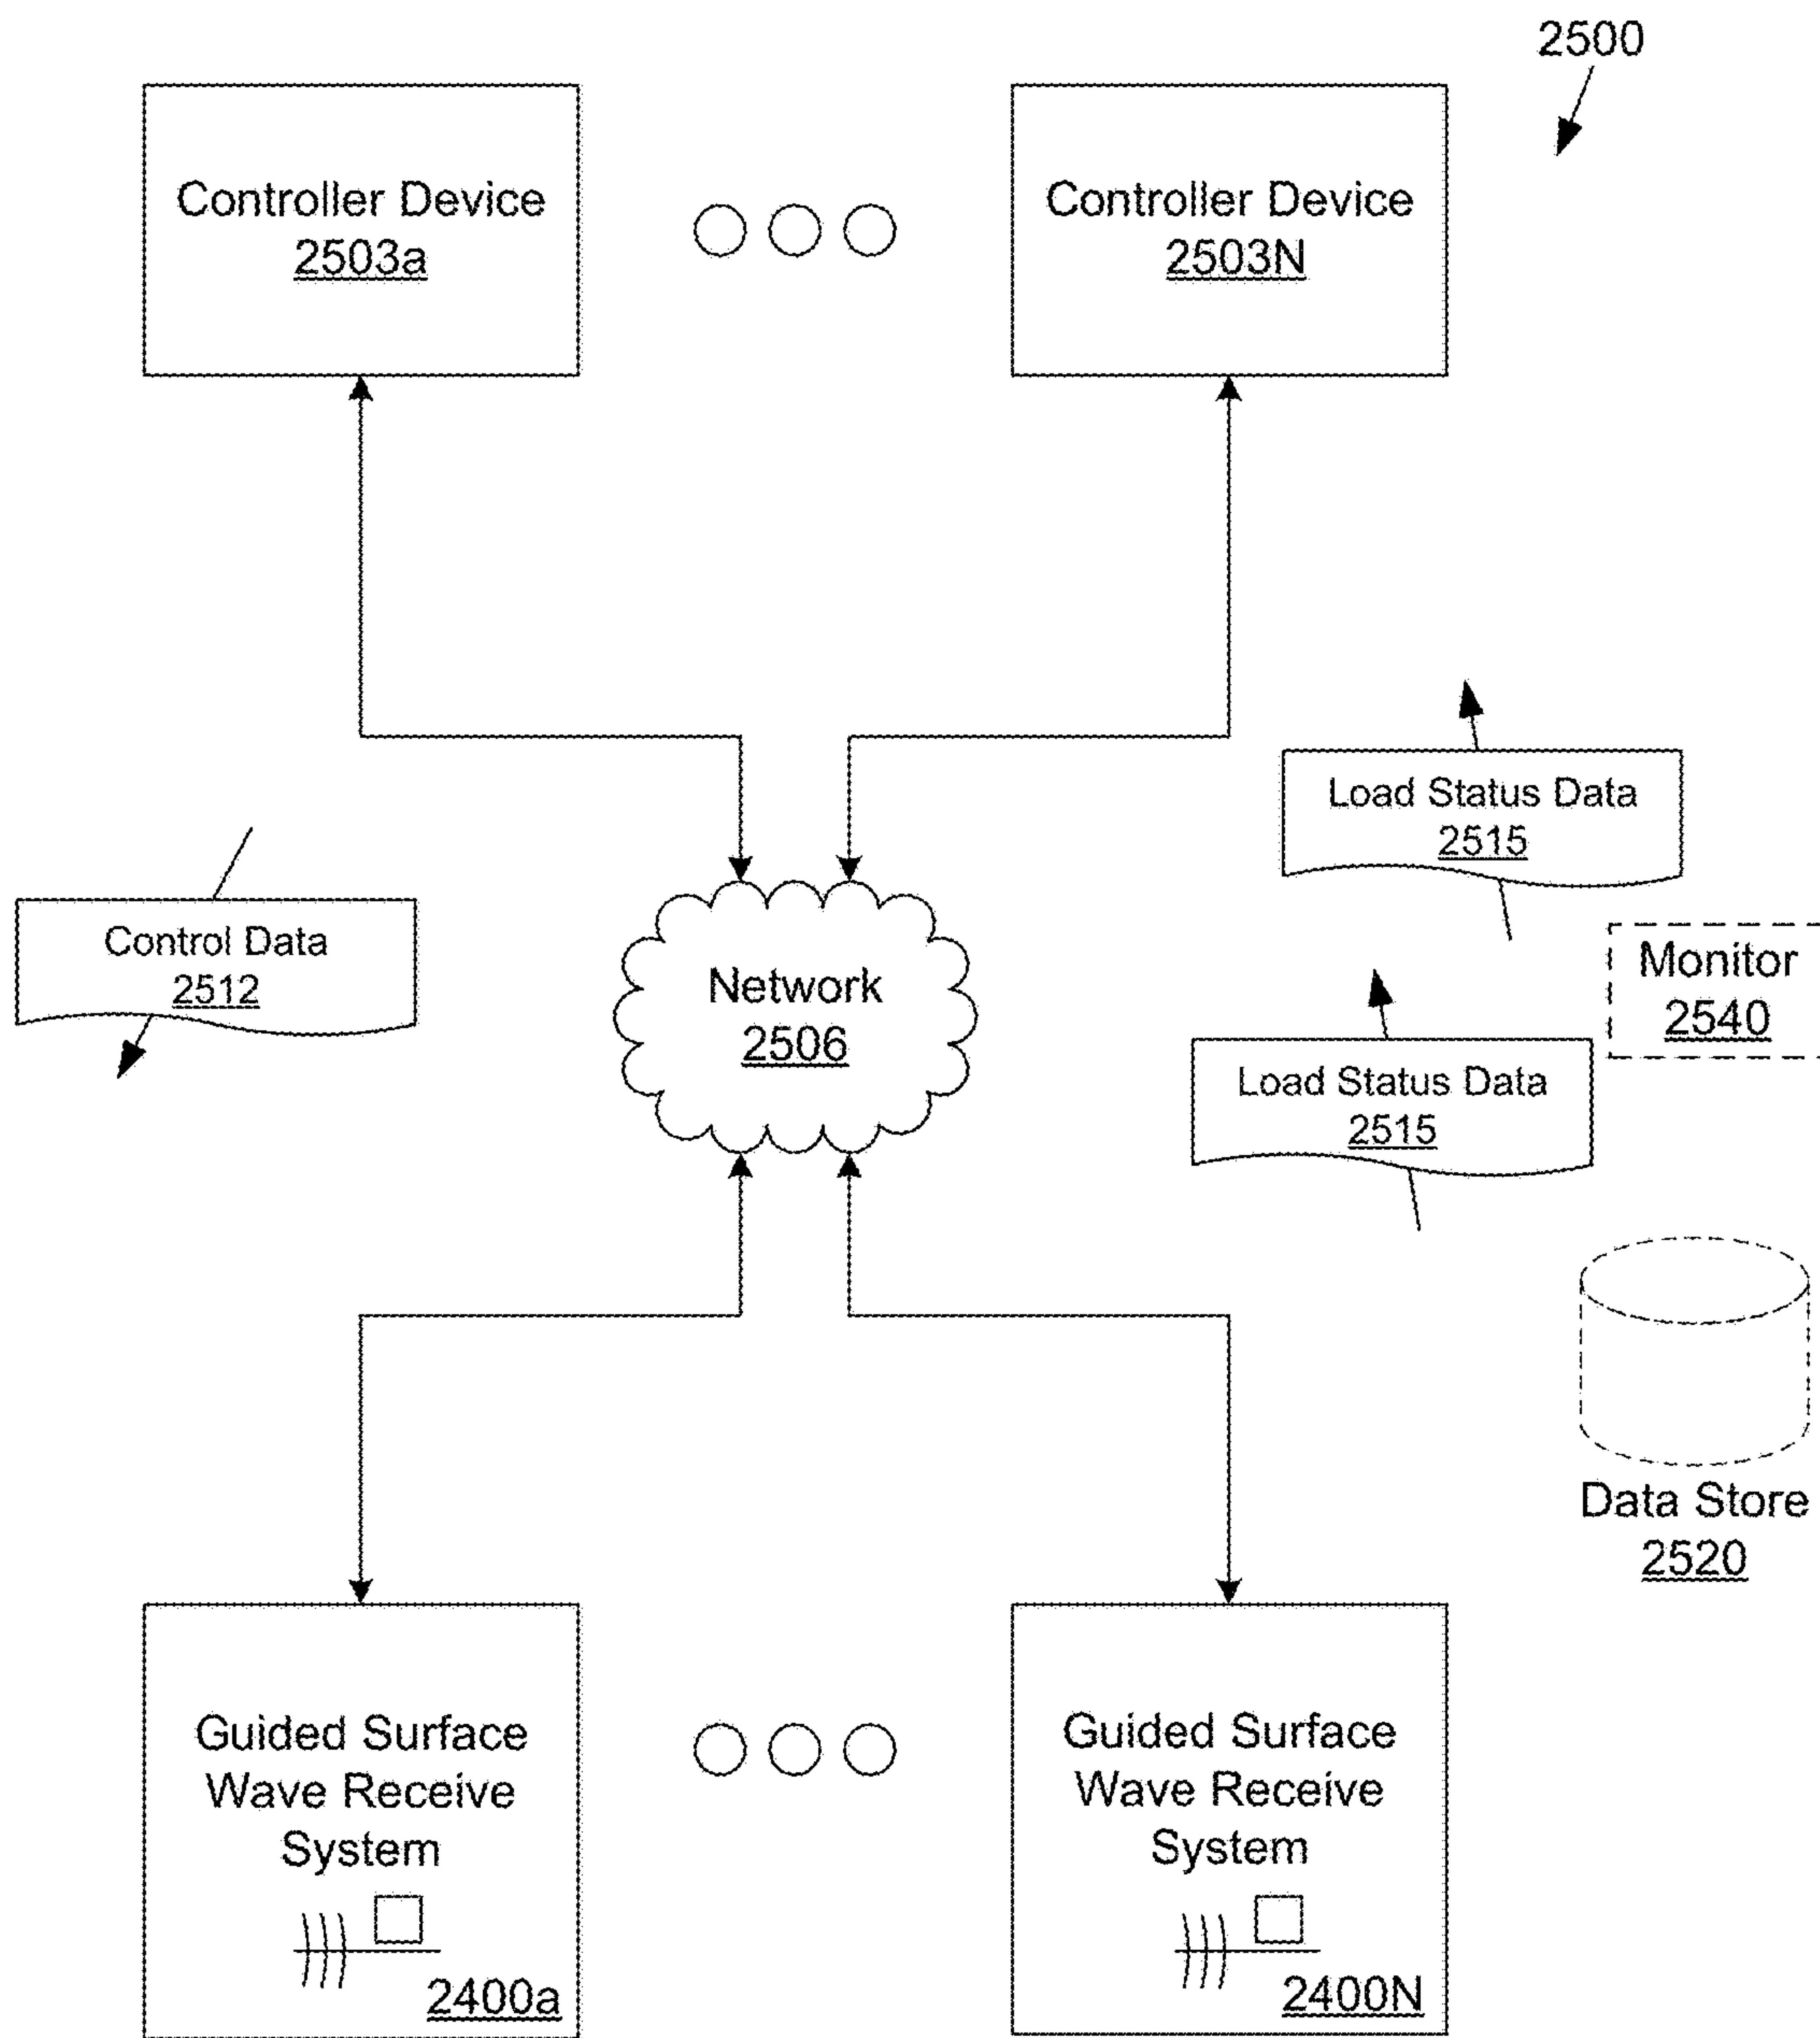 2500
Controller Device
2503a
Controller Device
2503N
Load Status Data
2515
Control Data
2512
Network
2506
Monitor
2540
Load Status Data
2515
Data Store
2520
Guided Surface
Wave Receive
System
2400a
Guided Surface
Wave Receive
System
2400N